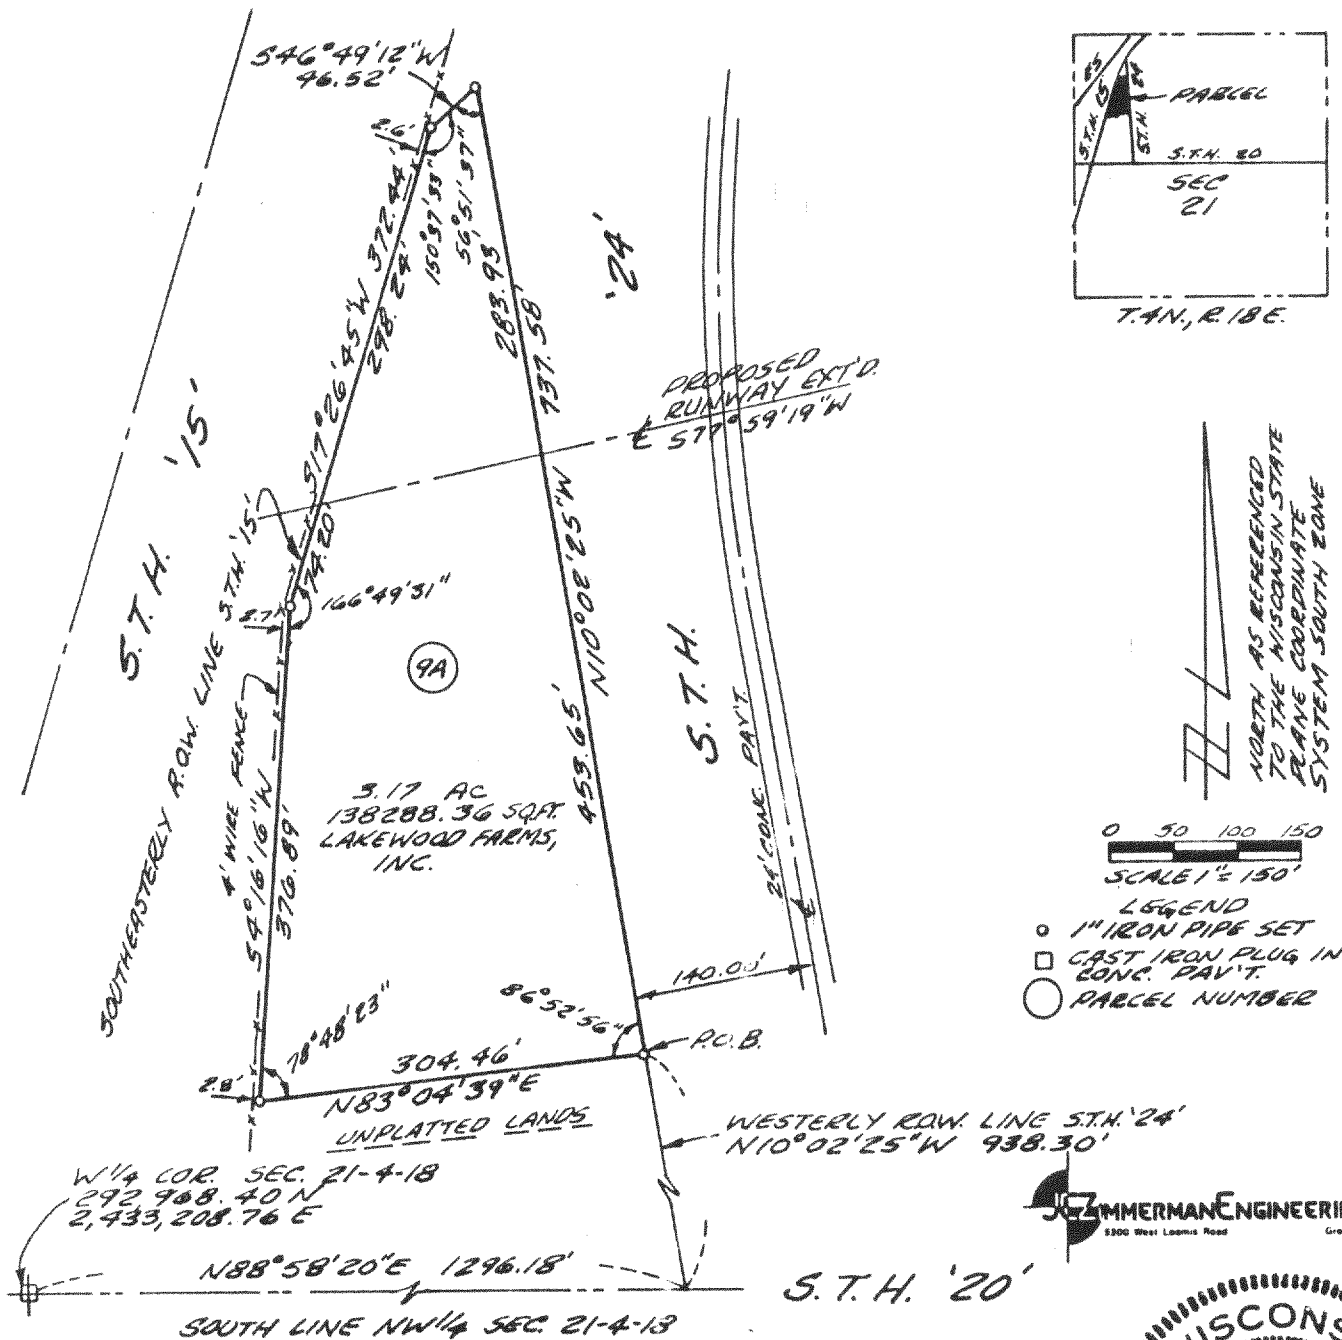 S46°49'12"W
46.52'
2.6'
S17°26'45"W 372.44'
298.24'
150°37'33"
56°51'37"
283.93
737.58'
'24'
PROPOSED
RUNWAY EXT'D.
S77°59'19"W
S.T.H. '15'
74.20'
SOUTHEASTERLY R.O.W. LINE S.T.H. '15'
2.7'
166°49'31"
9A
N10°02'25"W
453.65'
S.T.H.
24' CONC. PAV'T.
4' WIRE FENCE
S4°16'16"W
376.89'
3.17 AC
138288.36 SQ.FT.
LAKEWOOD FARMS,
INC.
140.00'
86°52'56"
78°48'23"
P.O.B.
2.8'
304.46'
N83°04'39"E
UNPLATTED LANDS
WESTERLY R.O.W. LINE S.T.H. '24'
N10°02'25"W 938.30'
W 1/4 COR. SEC. 21-4-18
292 968.40 N
2,433,208.76 E
N88°58'20"E 1296.18'
S.T.H. '20'
SOUTH LINE NW 1/4 SEC. 21-4-18
S.T.H. 15
S.T.H. 24
PARCEL
S.T.H. 20
SEC
21
T.4N., R.18E.
NORTH AS REFERENCED
TO THE WISCONSIN STATE
PLANE COORDINATE
SYSTEM SOUTH ZONE
0 50 100 150
SCALE 1"=150'
LEGEND
1" IRON PIPE SET
CAST IRON PLUG IN
CONC. PAV'T.
PARCEL NUMBER
ZIMMERMAN ENGINEERI
5300 West Loomis Road Gre
ISCONS